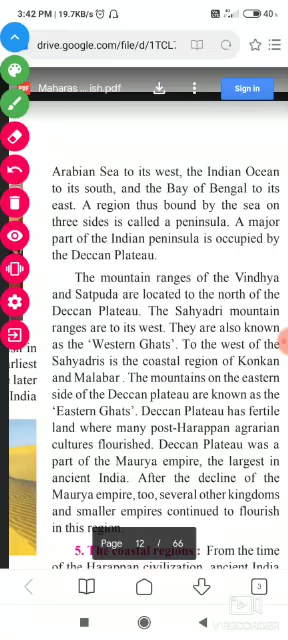 3:42 PM | 19.7KB/s
40
drive.google.com/file/d/1TCL
Maharas ... ish.pdf
Sign in
Arabian Sea to its west, the Indian Ocean
to its south, and the Bay of Bengal to its
east. A region thus bound by the sea on
three sides is called a peninsula. A major
part of the Indian peninsula is occupied by
the Deccan Plateau.
The mountain ranges of the Vindhya
and Satpuda are located to the north of the
Deccan Plateau. The Sahyadri mountain
ranges are to its west. They are also known
as the ‘Western Ghats’. To the west of the
Sahyadris is the coastal region of Konkan
and Malabar . The mountains on the eastern
side of the Deccan plateau are known as the
‘Eastern Ghats’. Deccan Plateau has fertile
land where many post-Harappan agrarian
cultures flourished. Deccan Plateau was a
part of the Maurya empire, the largest in
ancient India. After the decline of the
Maurya empire, too, several other kingdoms
and smaller empires continued to flourish
in this region.
5. The coastal regions : From the time
of the Harappan civilization, ancient India
in
rliest
later
India
Page 12 / 66
3
VRECORDER